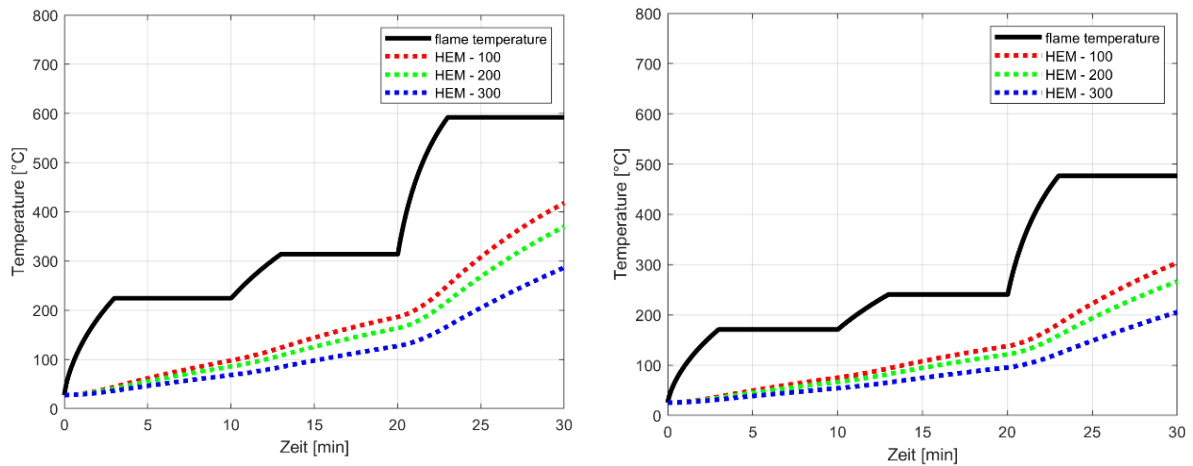 800
700
600
500
400
300
200
100
0
Temperature [°C]
flame temperature
HEM - 100
HEM - 200
HEM - 300
0 5 10 15 20 25 30
Zeit [min]
800
700
600
500
400
300
200
100
0
Temperature [°C]
flame temperature
HEM - 100
HEM - 200
HEM - 300
0 5 10 15 20 25 30
Zeit [min]